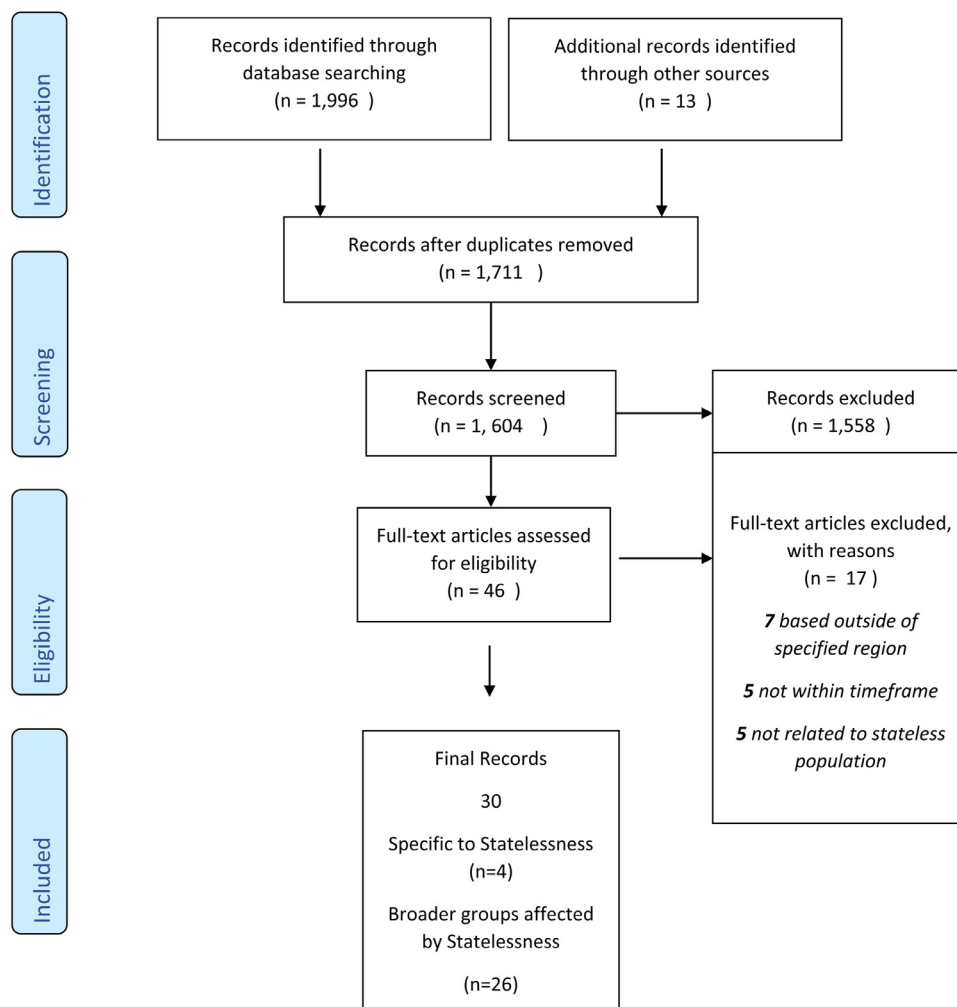 Identification
Records identified through
database searching
(n = 1,996 )
Additional records identified
through other sources
(n = 13 )
Records after duplicates removed
(n = 1,711 )
Screening
Records screened
(n = 1, 604 )
Records excluded
(n = 1,558 )
Eligibility
Full-text articles assessed
for eligibility
(n = 46 )
Full-text articles excluded,
with reasons
(n = 17 )
7 based outside of
specified region
5 not within timeframe
5 not related to stateless
population
Included
Final Records
30
Specific to Statelessness
(n=4)
Broader groups affected
by Statelessness
(n=26)